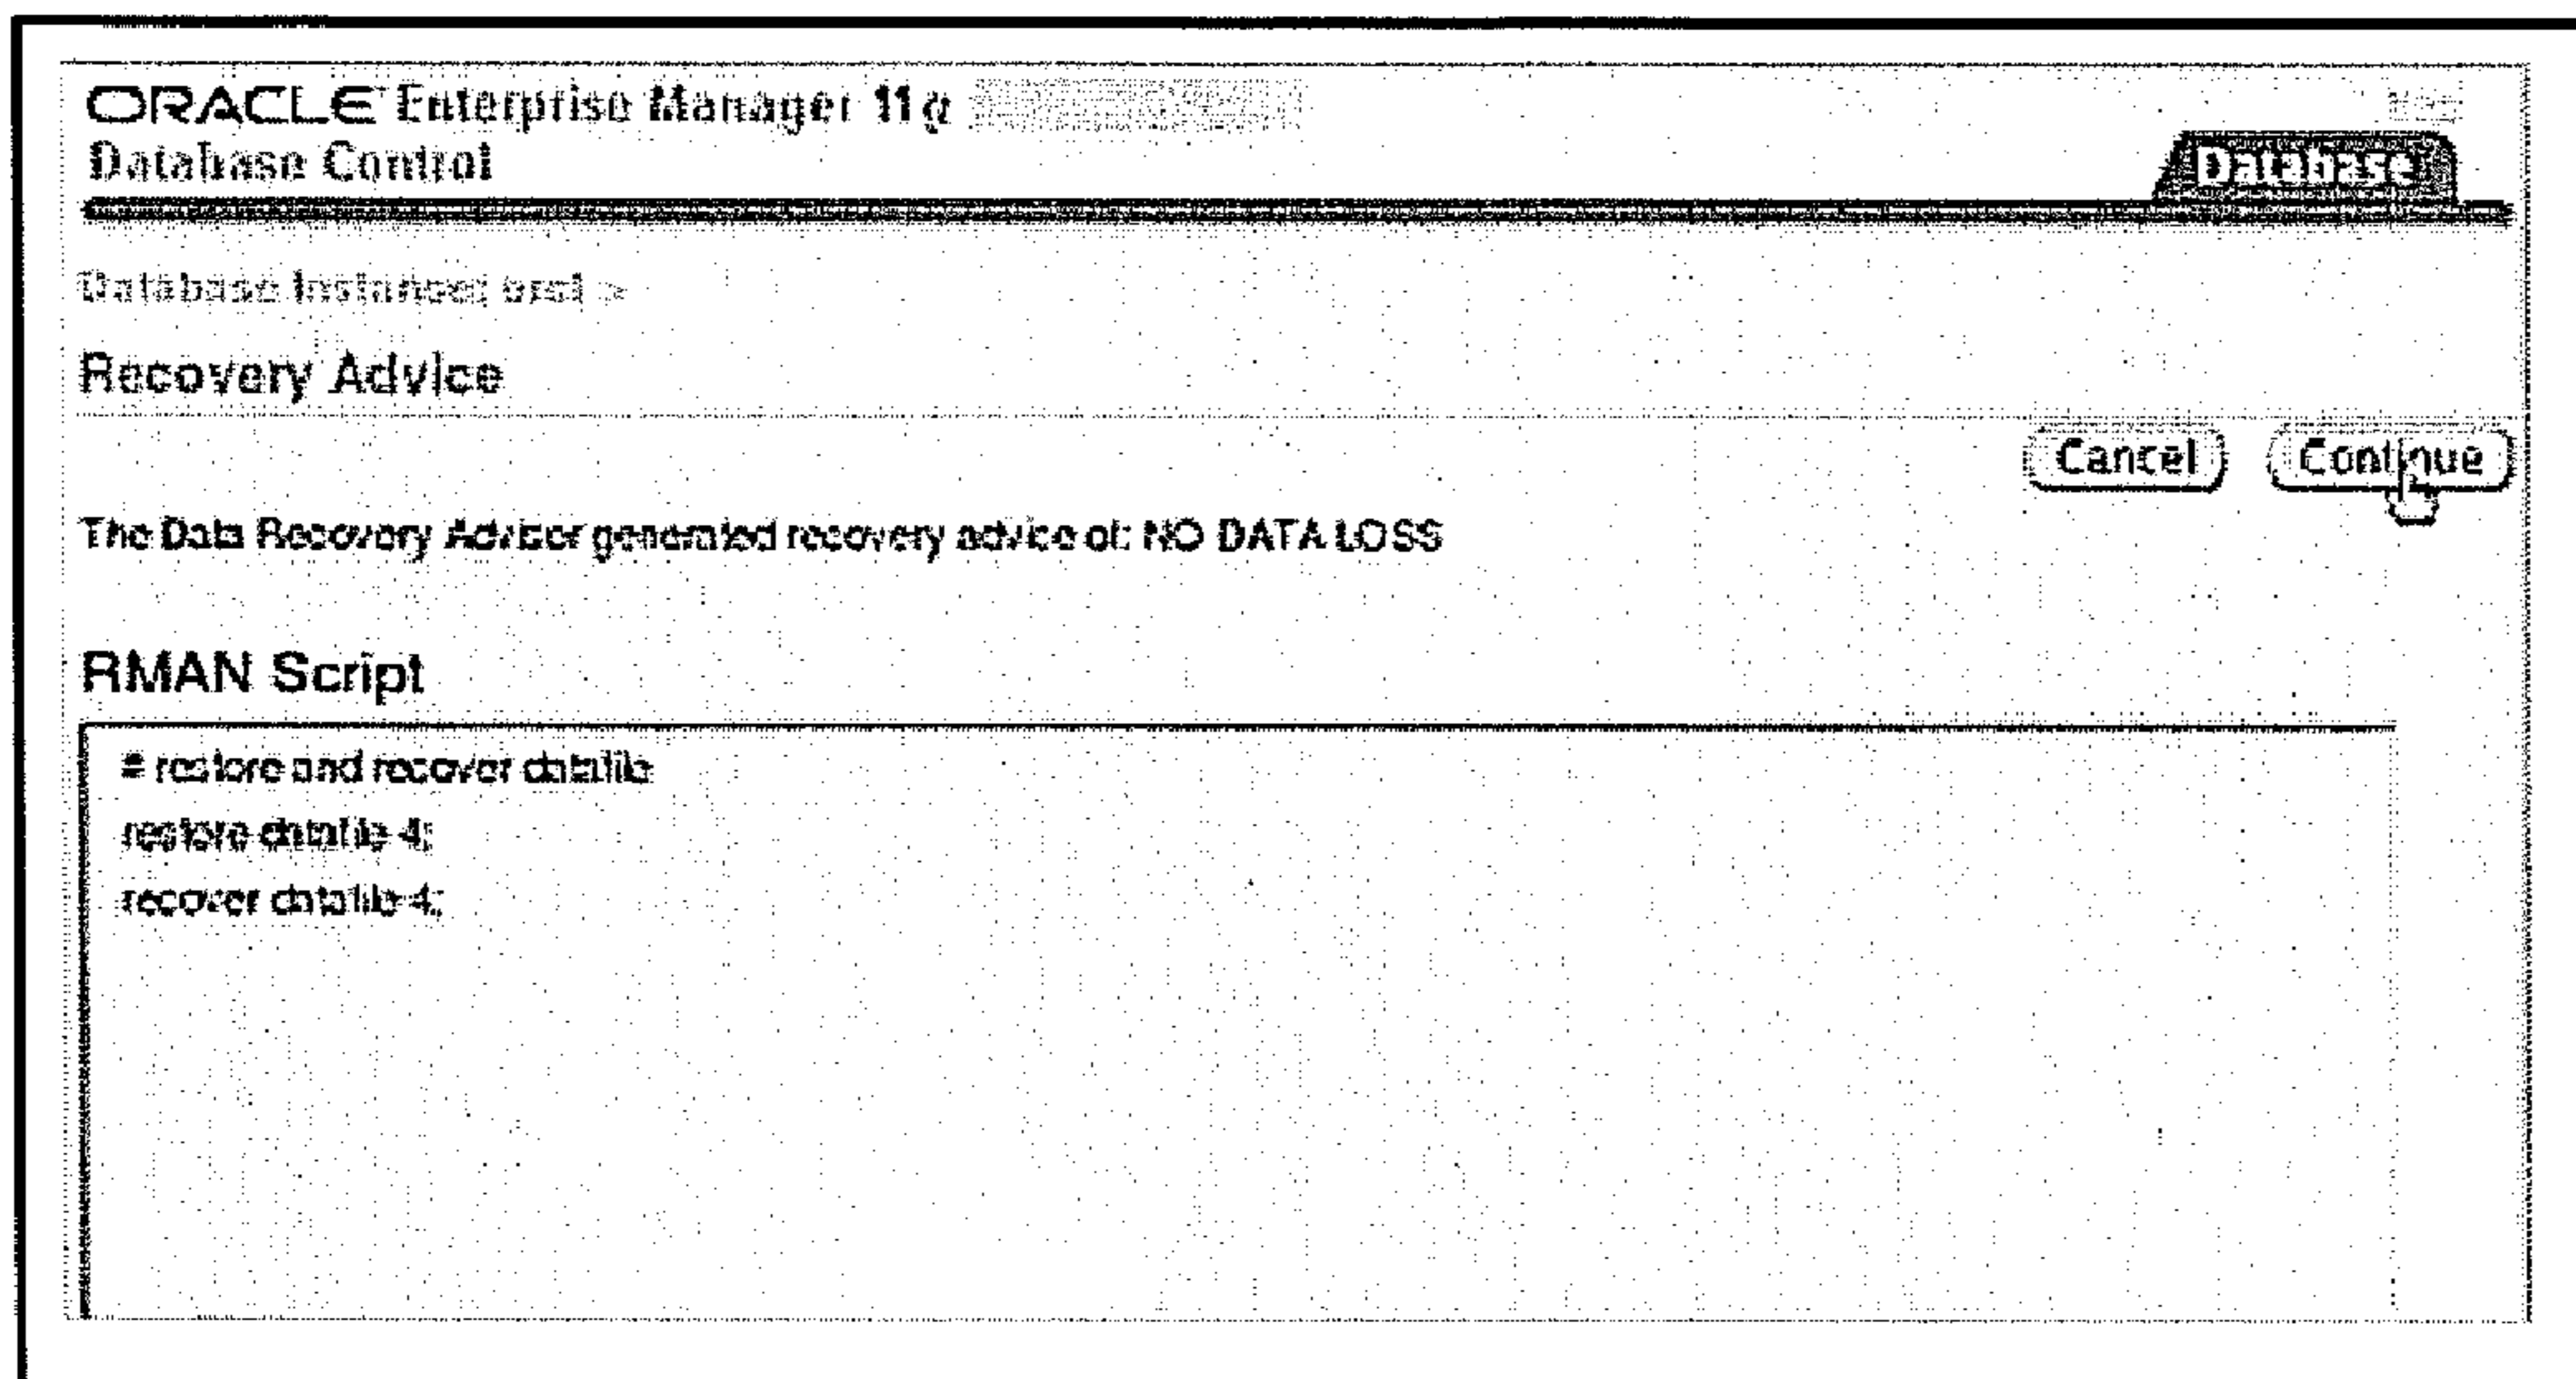 ORACLE Enterprise Manager 11g
Database Control
Database
Database Instance: orcl >
Recovery Advice
Cancel Continue
The Data Recovery Advisor generated recovery advice of: NO DATA LOSS
RMAN Script
# restore and recover datafile
restore datafile 4;
recover datafile 4;